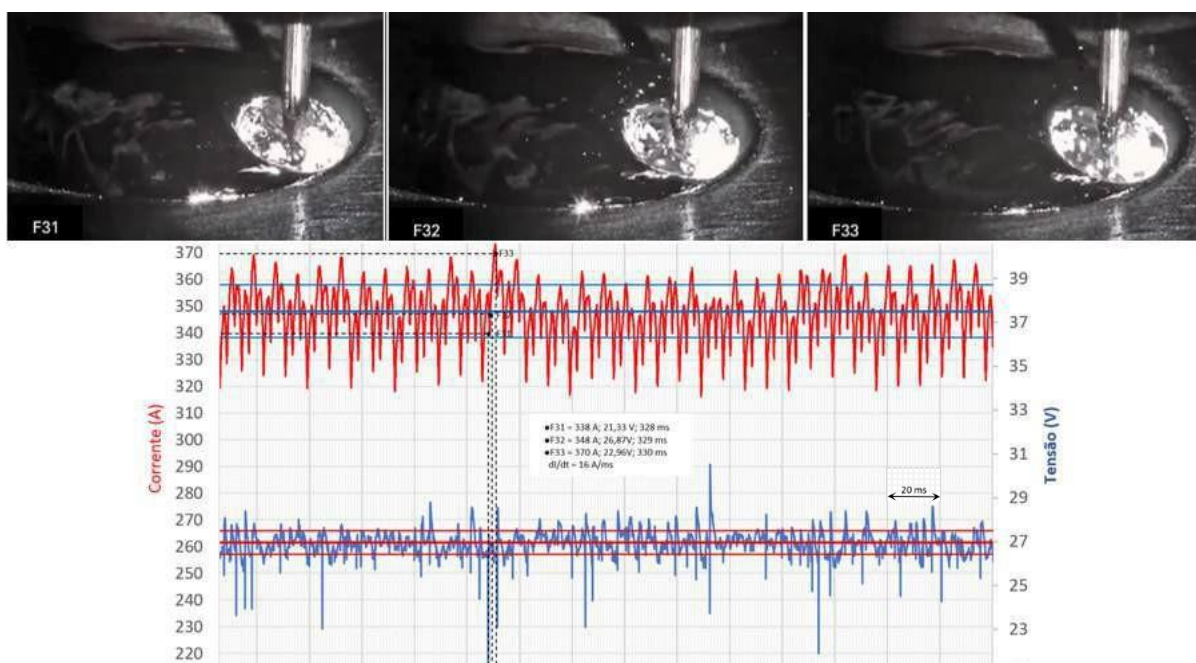 F31
F32
F33
Corrente (A)
370
360
350
340
330
320
310
300
290
280
270
260
250
240
230
220
F33
F31
•F31 = 338 A; 21,33 V; 328 ms
•F32 = 348 A; 26,87V; 329 ms
•F33 = 370 A; 22,96V; 330 ms
dI/dt = 16 A/ms
20 ms
39
37
35
33
31
29
27
25
23
Tensão (V)